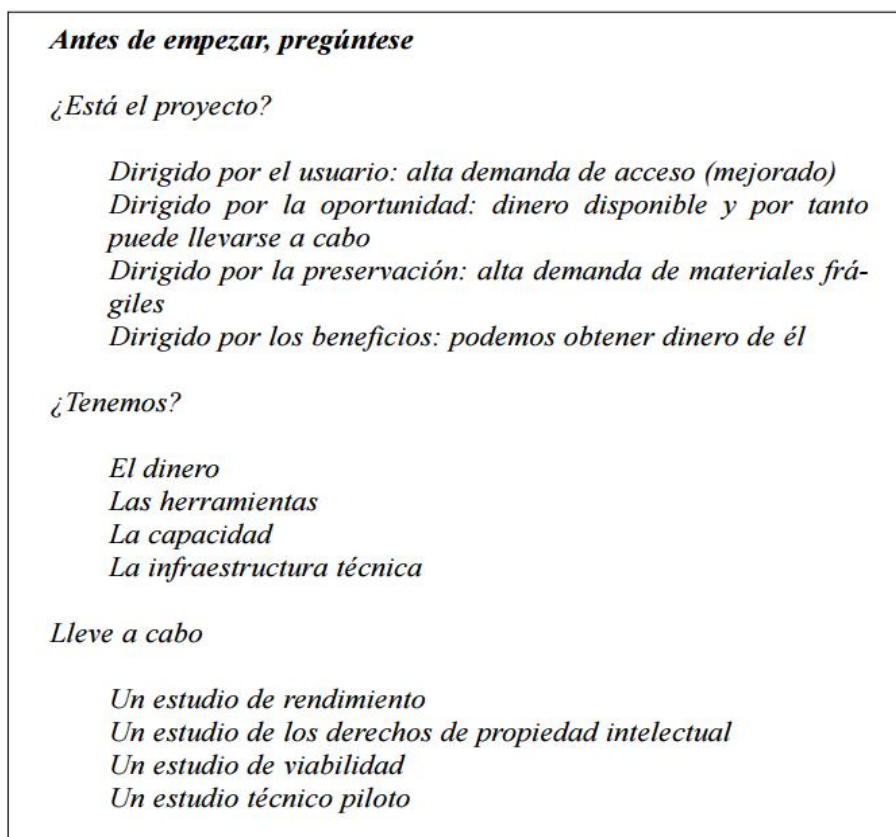 Antes de empezar, pregúntese
¿Está el proyecto?
Dirigido por el usuario: alta demanda de acceso (mejorado)
Dirigido por la oportunidad: dinero disponible y por tanto
puede llevarse a cabo
Dirigido por la preservación: alta demanda de materiales frá-
giles
Dirigido por los beneficios: podemos obtener dinero de él
¿Tenemos?
El dinero
Las herramientas
La capacidad
La infraestructura técnica
Lleve a cabo
Un estudio de rendimiento
Un estudio de los derechos de propiedad intelectual
Un estudio de viabilidad
Un estudio técnico piloto